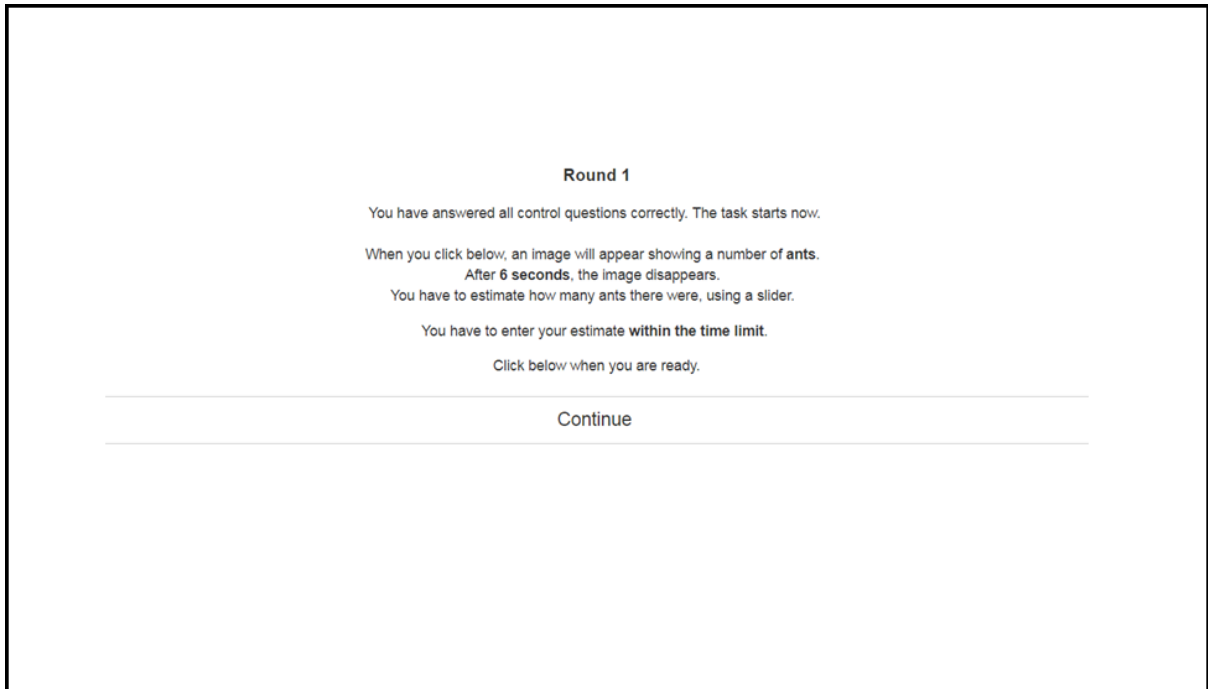 Round 1
You have answered all control questions correctly. The task starts now.
When you click below, an image will appear showing a number of ants.
After 6 seconds, the image disappears.
You have to estimate how many ants there were, using a slider.
You have to enter your estimate within the time limit.
Click below when you are ready.
Continue